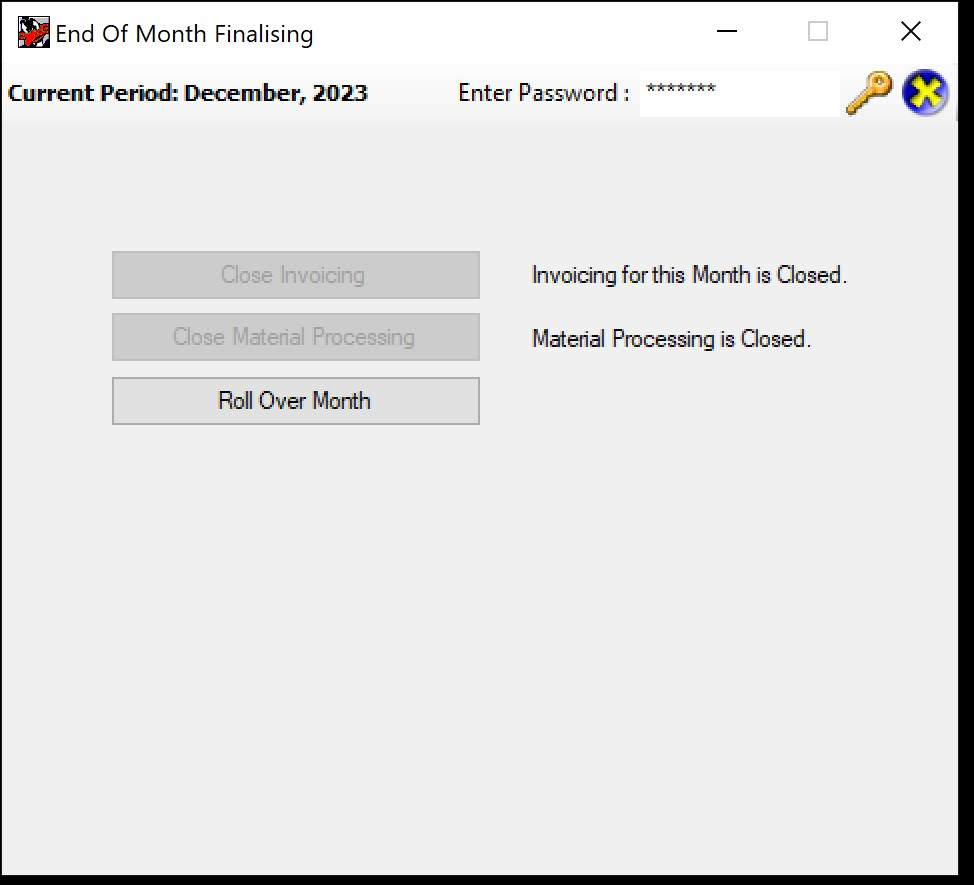 End Of Month Finalising
Current Period: December, 2023 Enter Password : *******
Close Invoicing Invoicing for this Month is Closed.
Close Material Processing Material Processing is Closed.
Roll Over Month